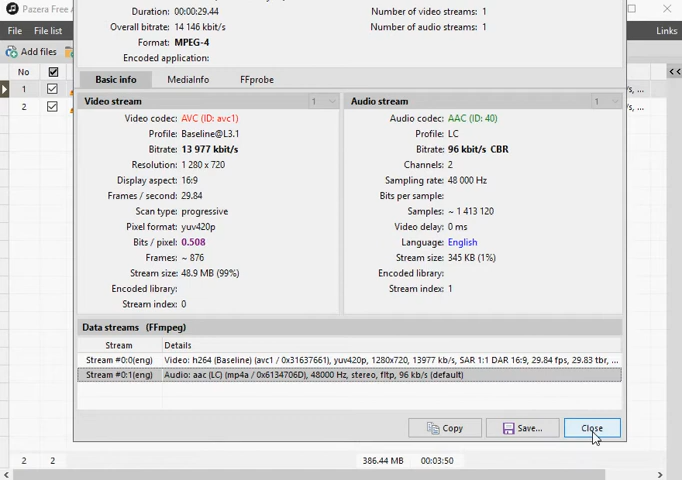 Pazera Free A
File File list Links
Add files
No
1 s, ...
2 s, ...
Duration: 00:00:29.44 Number of video streams: 1
Overall bitrate: 14 146 kbit/s Number of audio streams: 1
Format: MPEG-4
Encoded application:
Basic info MediaInfo FFprobe
Video stream 1
Video codec: AVC (ID: avc1)
Profile: Baseline@L3.1
Bitrate: 13 977 kbit/s
Resolution: 1 280 x 720
Display aspect: 16:9
Frames / second: 29.84
Scan type: progressive
Pixel format: yuv420p
Bits / pixel: 0.508
Frames: ~ 876
Stream size: 48.9 MB (99%)
Encoded library:
Stream index: 0
Audio stream 1
Audio codec: AAC (ID: 40)
Profile: LC
Bitrate: 96 kbit/s CBR
Channels: 2
Sampling rate: 48 000 Hz
Bits per sample:
Samples: ~ 1 413 120
Video delay: 0 ms
Language: English
Stream size: 345 KB (1%)
Encoded library:
Stream index: 1
Data streams (FFmpeg)
Stream Details
Stream #0:0(eng) Video: h264 (Baseline) (avc1 / 0x31637661), yuv420p, 1280x720, 13977 kb/s, SAR 1:1 DAR 16:9, 29.84 fps, 29.83 tbr, ...
Stream #0:1(eng) Audio: aac (LC) (mp4a / 0x6134706D), 48000 Hz, stereo, fltp, 96 kb/s (default)
Copy Save... Close
2 2 386.44 MB 00:03:50